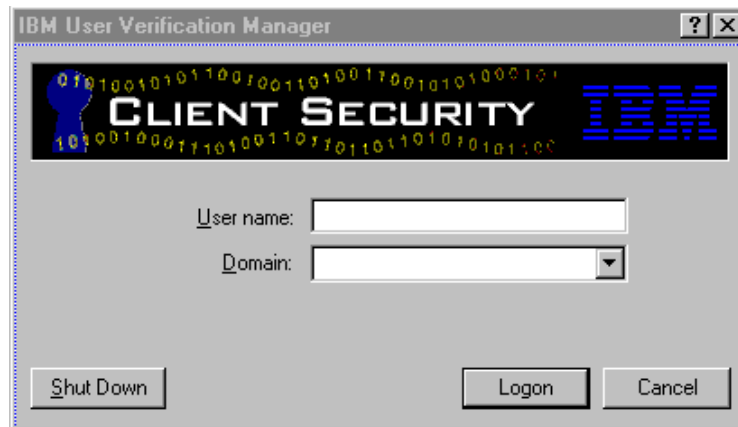 IBM User Verification Manager
CLIENT SECURITY
IBM
User name:
Domain:
Shut Down
Logon
Cancel